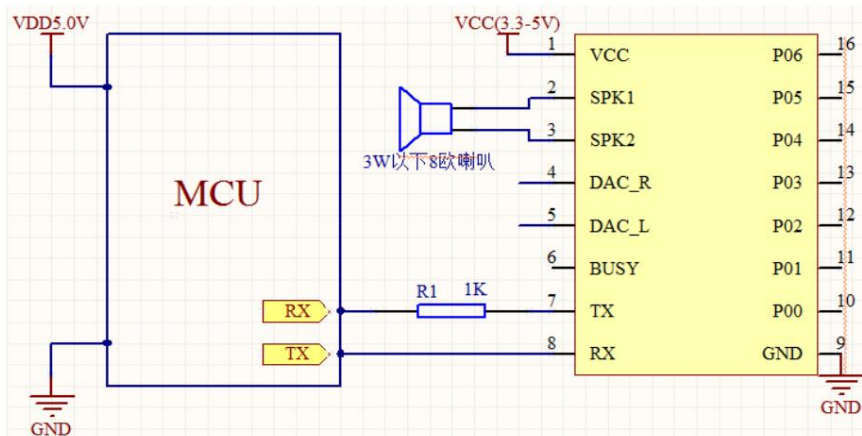 VDD5.0V
VCC(3.3-5V)
MCU
RX
TX
GND
3W以下8欧喇叭
R1 1K
1 VCC P06 16
2 SPK1 P05 15
3 SPK2 P04 14
4 DAC_R P03 13
5 DAC_L P02 12
6 BUSY P01 11
7 TX P00 10
8 RX GND 9
GND